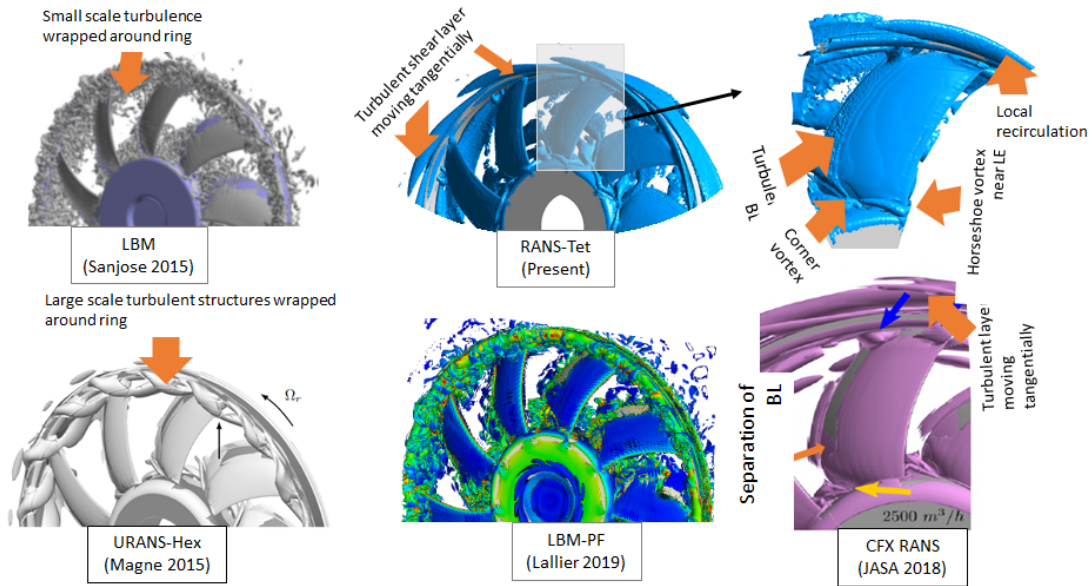 Small scale turbulence
wrapped around ring
LBM
(Sanjose 2015)
Turbulent shear layer
moving tangentially
RANS-Tet
(Present)
Local
recirculation
Turbule
BL
Corner
vortex
Horseshoe vortex
near LE
Large scale turbulent structures wrapped
around ring
Ωr
URANS-Hex
(Magne 2015)
LBM-PF
(Lallier 2019)
Separation of
BL
Turbulent laye
moving
tangentially
2500 m³/h
CFX RANS
(JASA 2018)